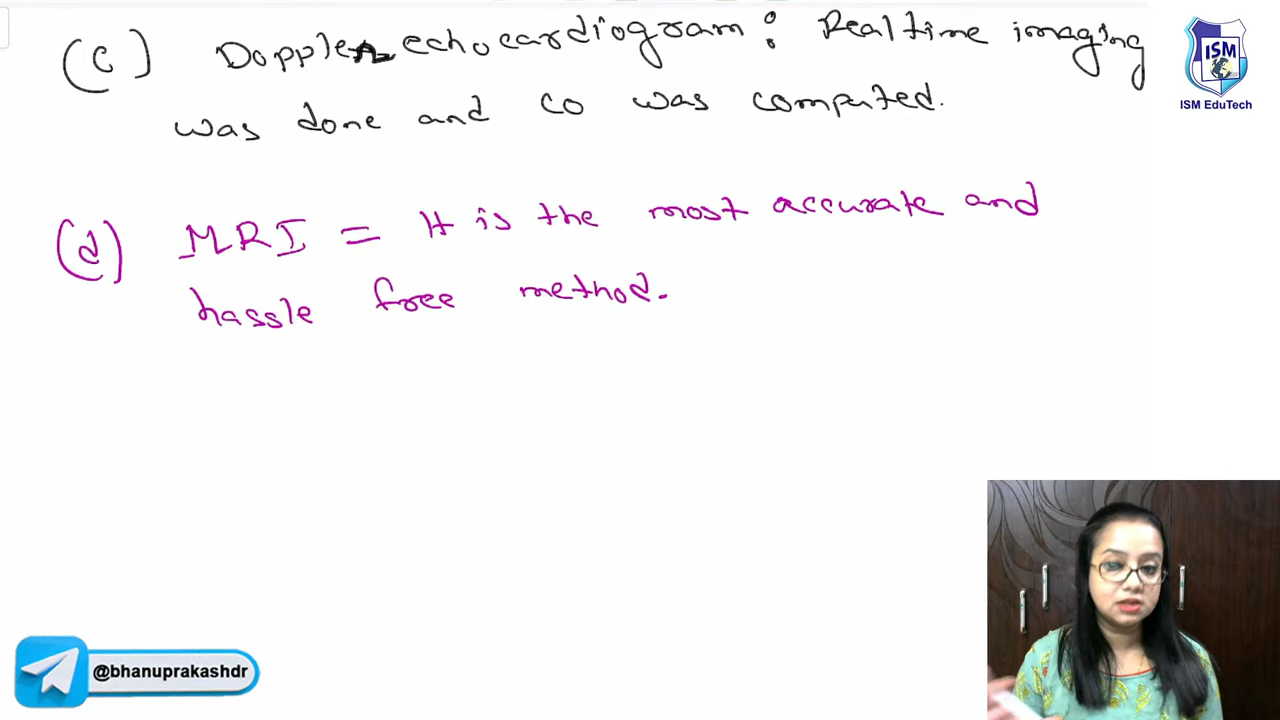 (c) Doppler echocardiogram : Realtime imaging
was done and CO was computed.
(d) MRI = It is the most accurate and
hassle free method.
ISM
ISM EduTech
@bhanuprakashdr